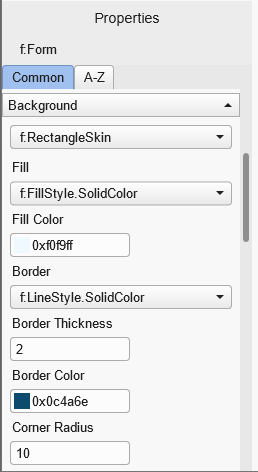 Properties
f:Form
Common
A-Z
Background
f:RectangleSkin
Fill
f:FillStyle.SolidColor
Fill Color
0xf0f9ff
Border
f:LineStyle.SolidColor
Border Thickness
2
Border Color
0x0c4a6e
Corner Radius
10